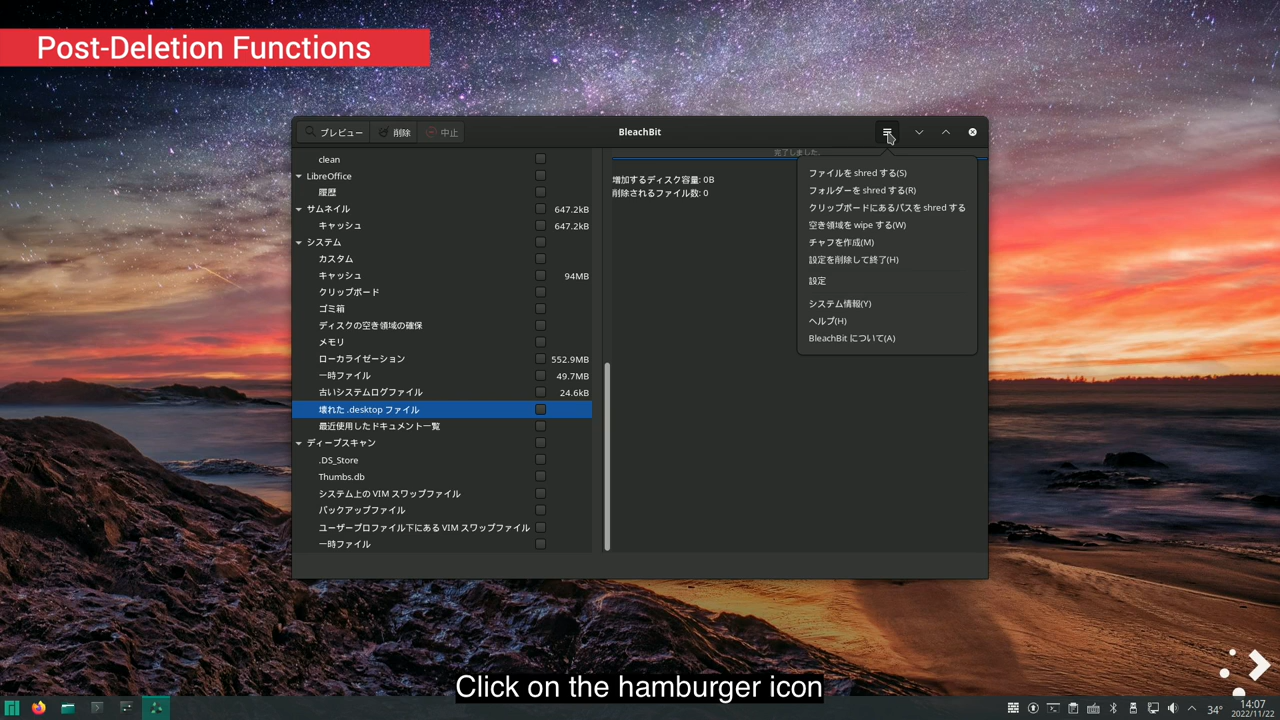 Post-Deletion Functions
プレビュー
削除
中止
BleachBit
完了しました。
clean
LibreOffice
履歴
サムネイル 647.2kB
キャッシュ 647.2kB
システム
カスタム
キャッシュ 94MB
クリップボード
ゴミ箱
ディスクの空き領域の確保
メモリ
ローカライゼーション 552.9MB
一時ファイル 49.7MB
古いシステムログファイル 24.6kB
壊れた .desktop ファイル
最近使用したドキュメント一覧
ディープスキャン
.DS_Store
Thumbs.db
システム上の VIM スワップファイル
バックアップファイル
ユーザープロファイル下にある VIM スワップファイル
一時ファイル
増加するディスク容量: 0B
削除されるファイル数: 0
ファイルを shred する(S)
フォルダーを shred する(R)
クリップボードにあるパスを shred する
空き領域を wipe する(W)
チャフを作成(M)
設定を削除して終了(H)
設定
システム情報(Y)
ヘルプ(H)
BleachBit について(A)
Click on the hamburger icon
34°
14:07
2022/11/22